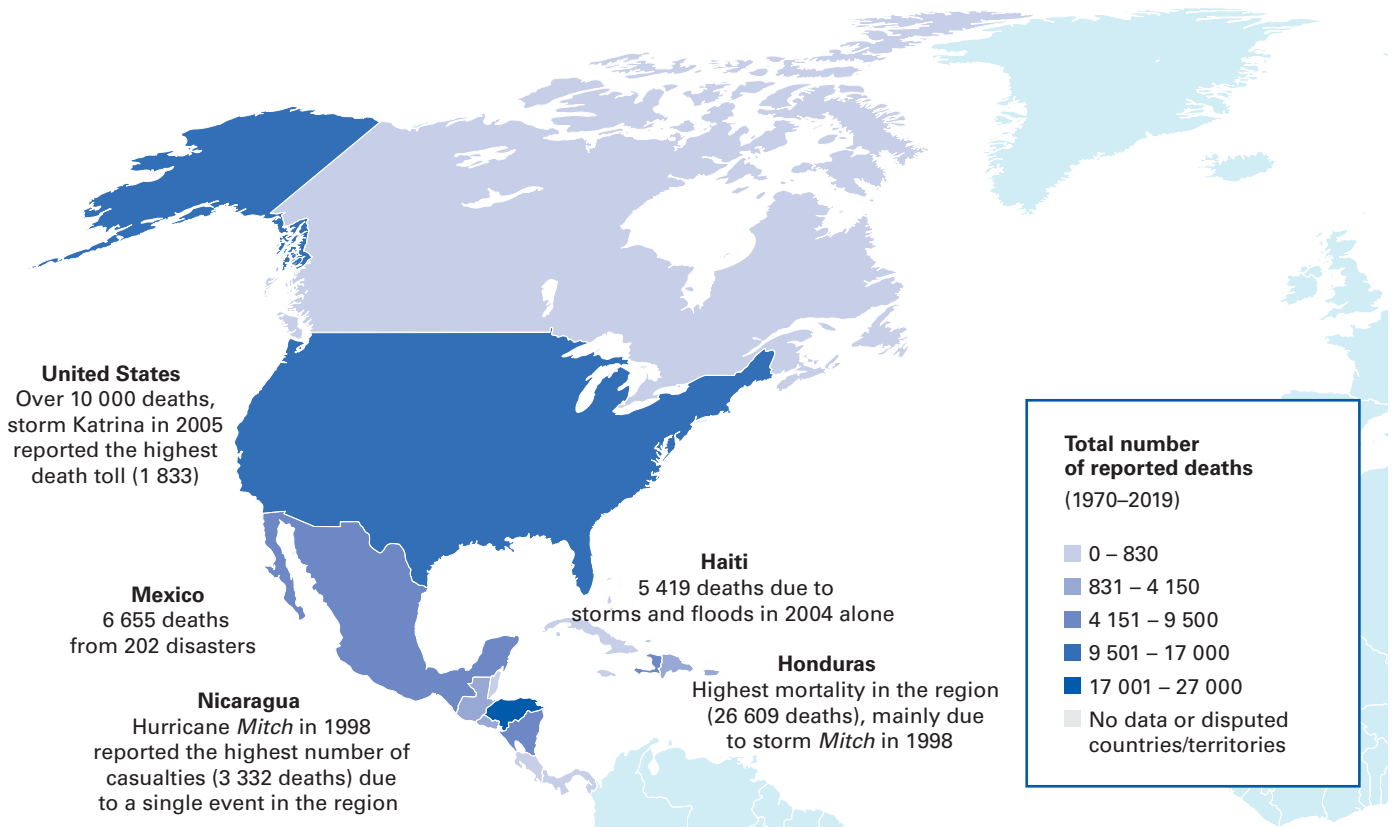 United States
Over 10 000 deaths,
storm Katrina in 2005
reported the highest
death toll (1 833)
Mexico
6 655 deaths
from 202 disasters
Nicaragua
Hurricane Mitch in 1998
reported the highest number of
casualties (3 332 deaths) due
to a single event in the region
Haiti
5 419 deaths due to
storms and floods in 2004 alone
Honduras
Highest mortality in the region
(26 609 deaths), mainly due
to storm Mitch in 1998
Total number
of reported deaths
(1970–2019)
0 – 830
831 – 4 150
4 151 – 9 500
9 501 – 17 000
17 001 – 27 000
No data or disputed
countries/territories